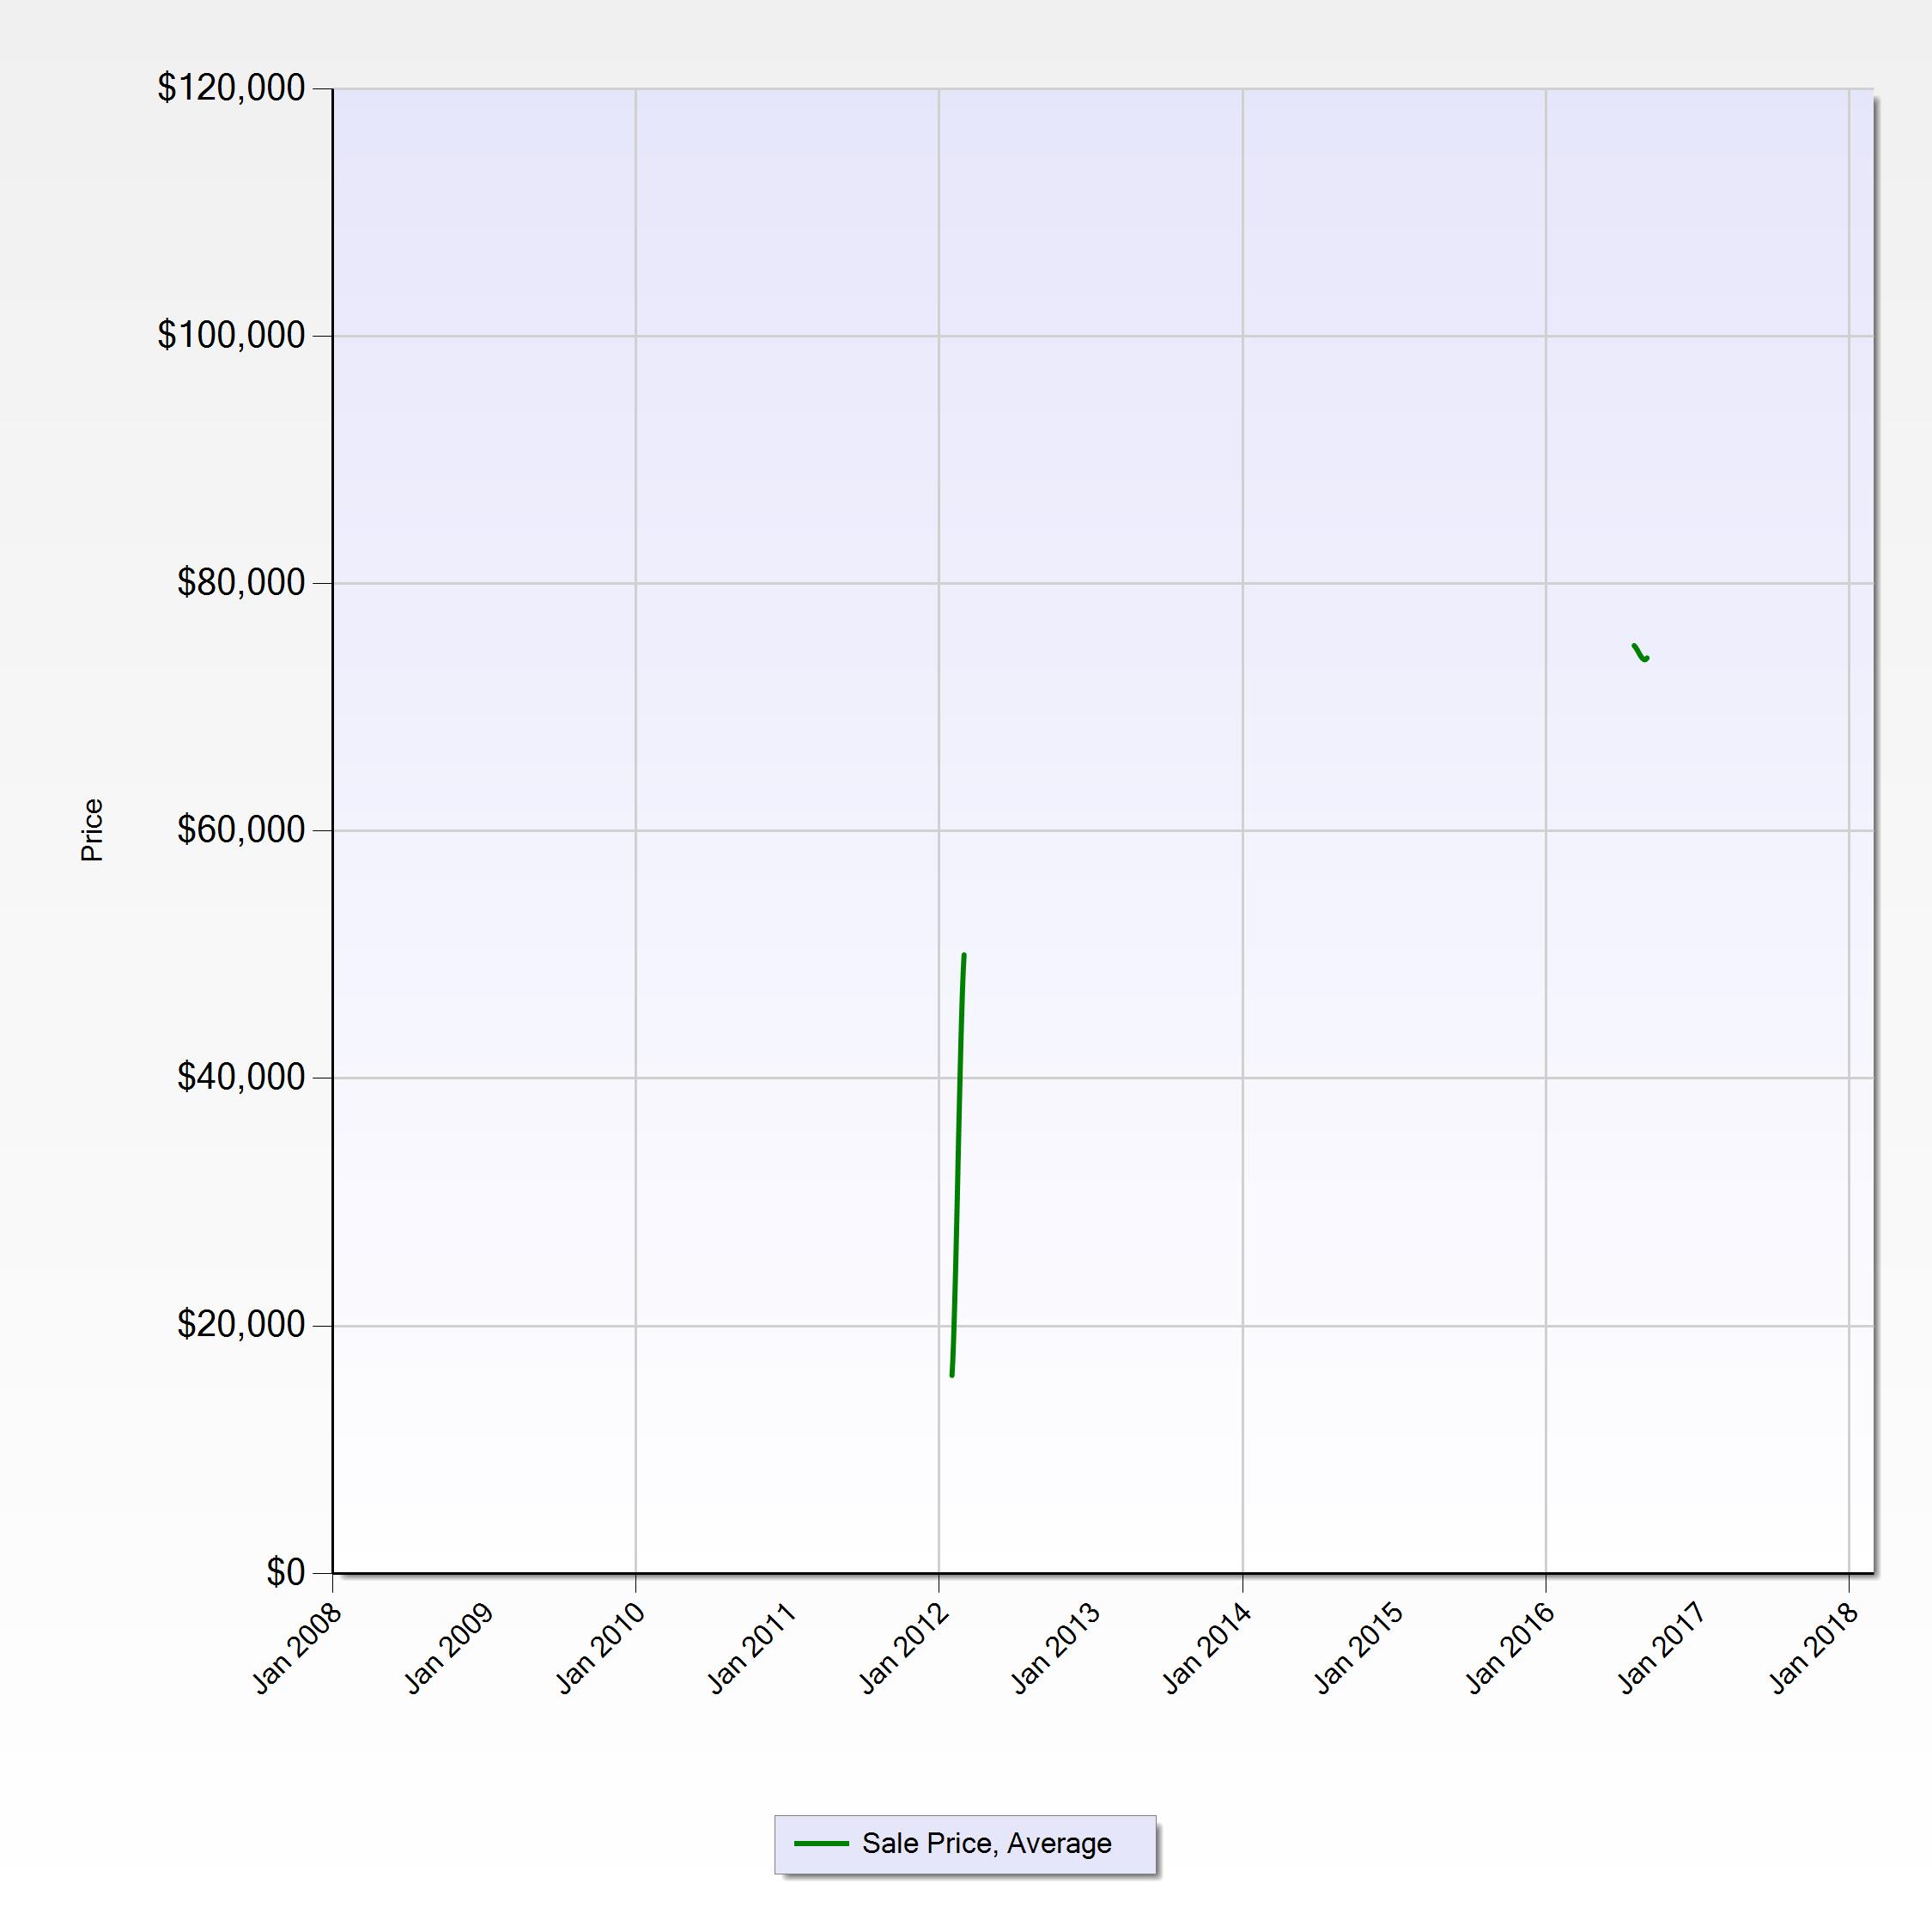 $120,000
$100,000
$80,000
$60,000
$40,000
$20,000
$0
Price
Jan 2008
Jan 2009
Jan 2010
Jan 2011
Jan 2012
Jan 2013
Jan 2014
Jan 2015
Jan 2016
Jan 2017
Jan 2018
Sale Price, Average